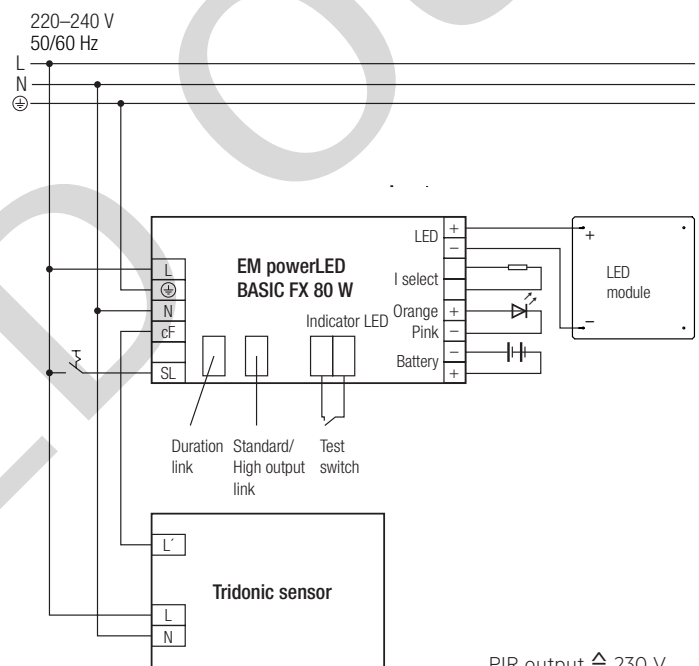 220–240 V
50/60 Hz
L
N
EM powerLED
BASIC FX 80 W
L
N
cF
SL
Indicator LED
LED
I select
Orange
Pink
Battery
+
−
+
−
−
+
+
−
LED
module
Duration
link
Standard/
High output
link
Test
switch
L´
Tridonic sensor
L
N
PIR output ≙ 230 V